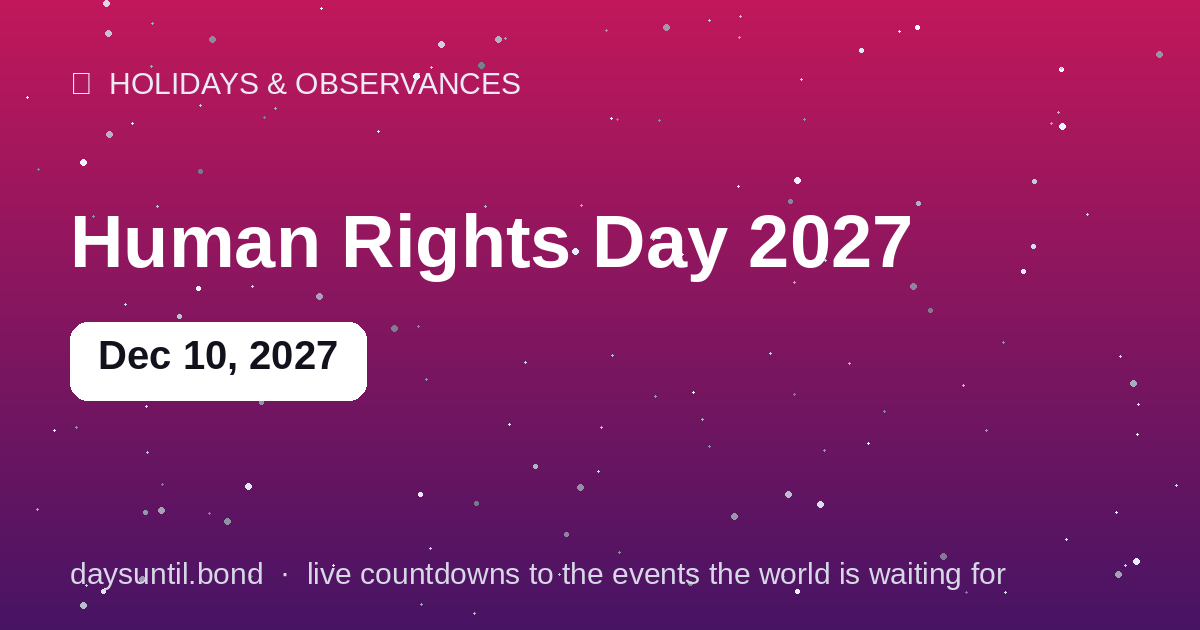 HOLIDAYS & OBSERVANCES
Human Rights Day 2027
Dec 10, 2027
daysuntil.bond · live countdowns to the events the world is waiting for